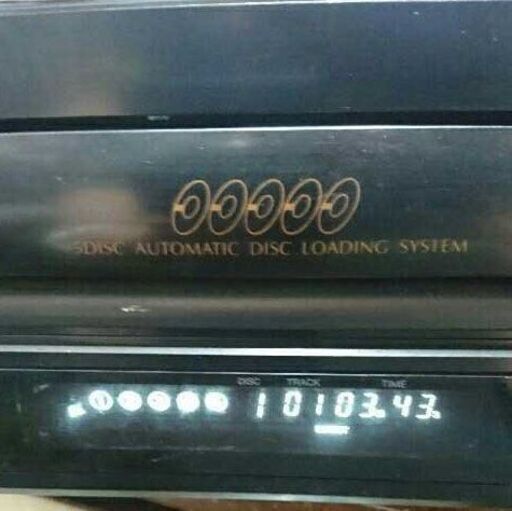 5DISC AUTOMATIC DISC LOADING SYSTEM
DISC TRACK TIME
1 01 03 43